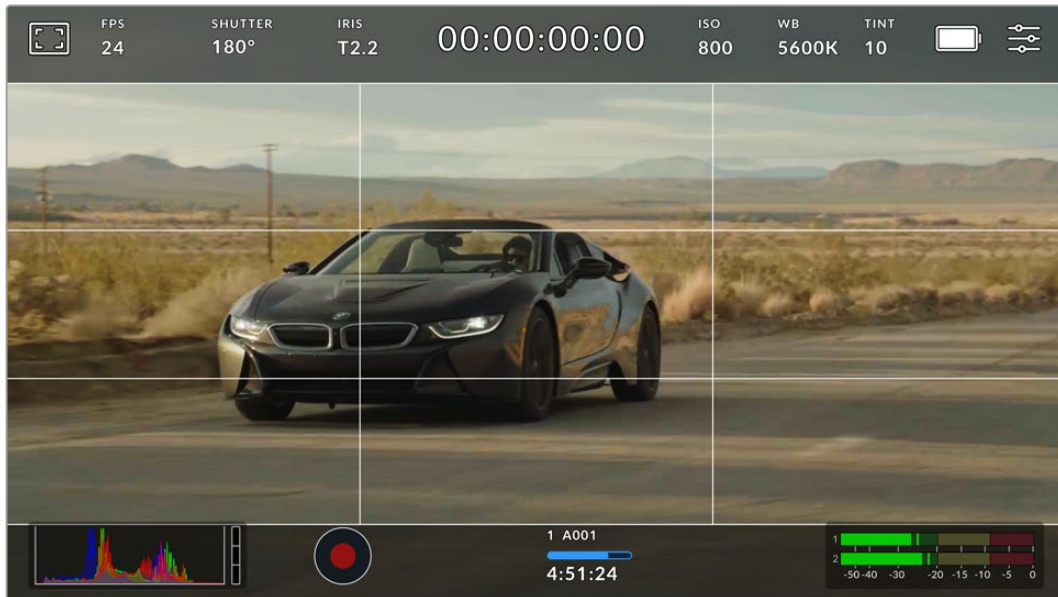 FPS SHUTTER IRIS 00:00:00:00 ISO WB TINT
24 180° T2.2 800 5600K 10
1 A001
4:51:24
1
2
-50 -40 -30 -20 -15 -10 -5 0